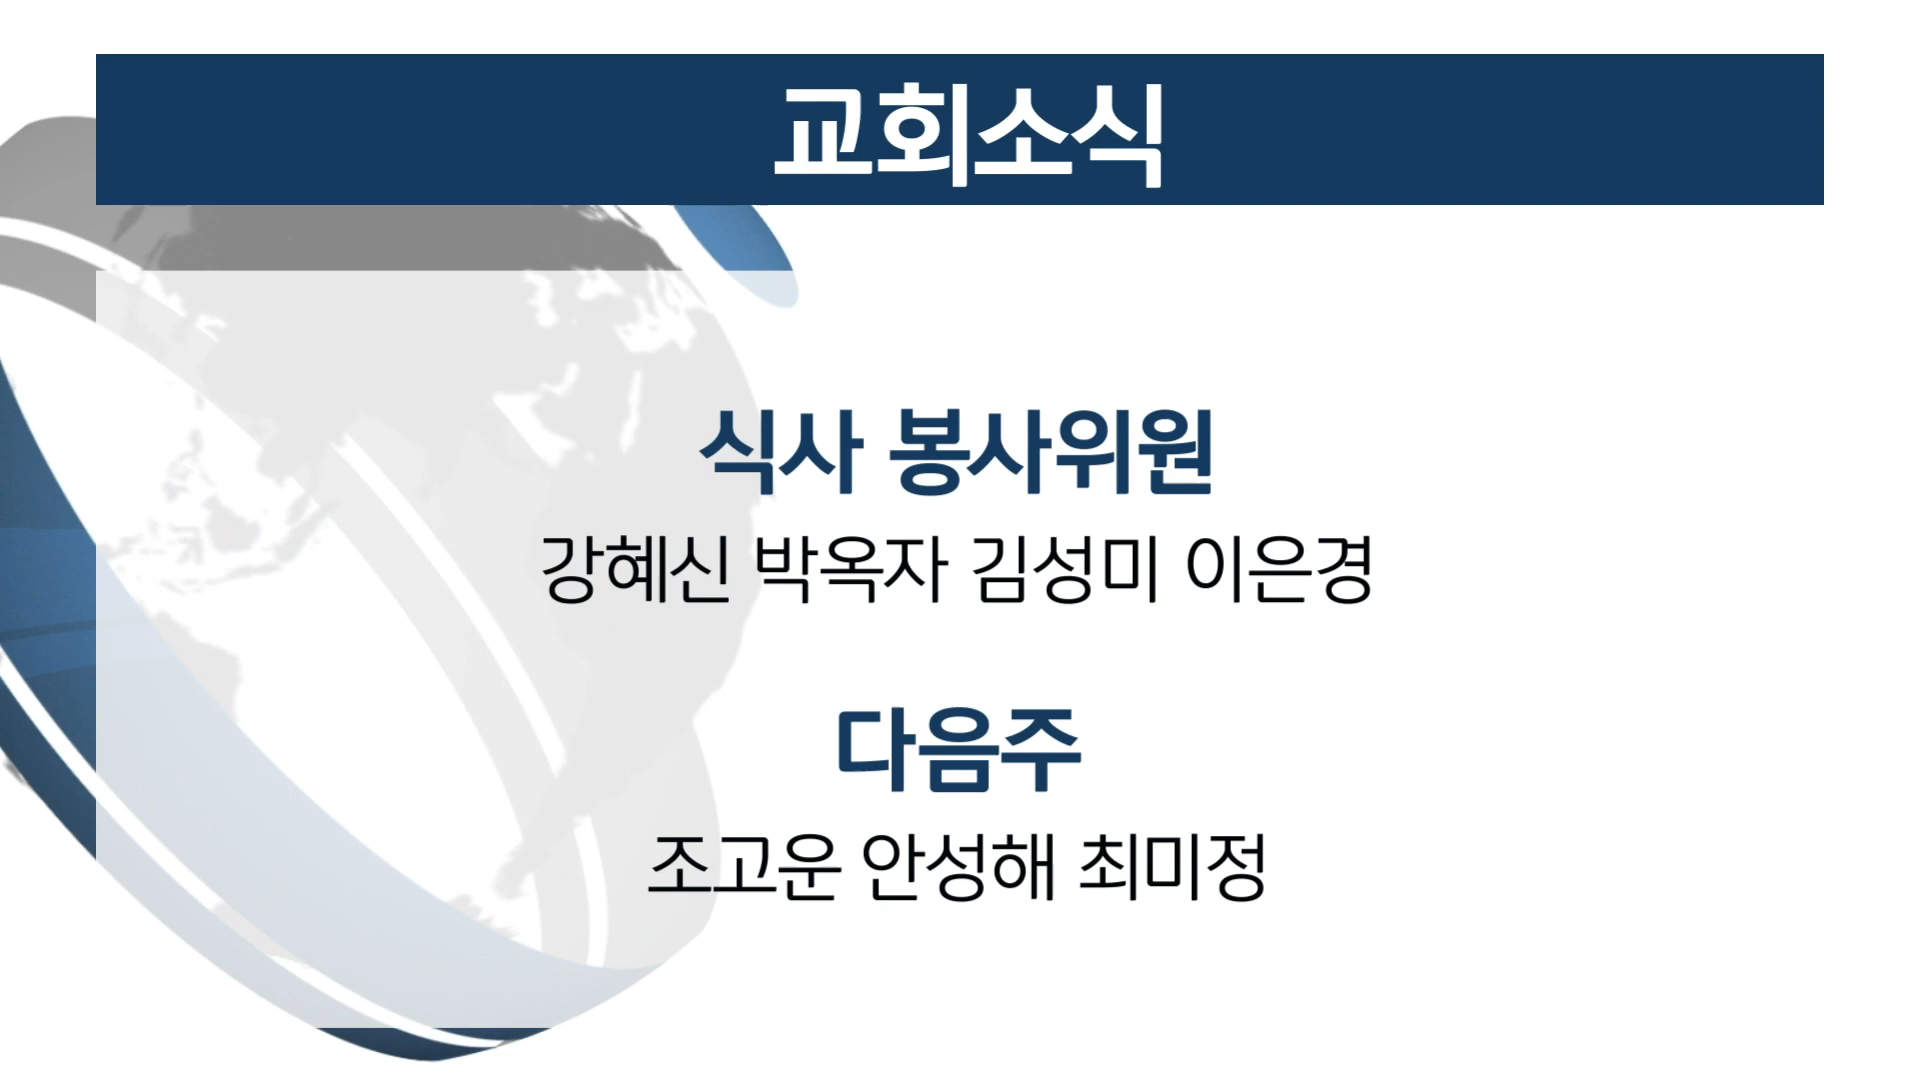 교회소식
식사 봉사위원
강혜신 박옥자 김성미 이은경
다음주
조고운 안성해 최미정